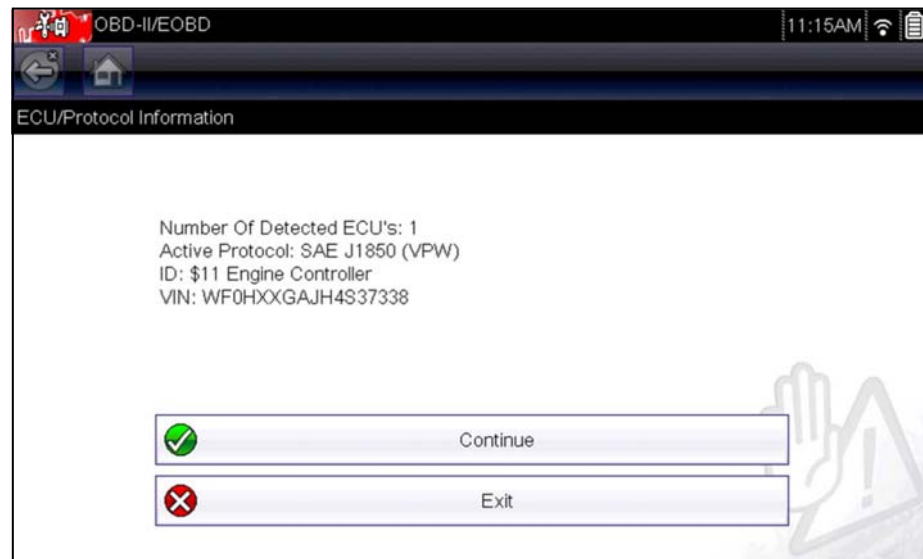 OBD-II/EOBD 11:15AM
ECU/Protocol Information
Number Of Detected ECU's: 1
Active Protocol: SAE J1850 (VPW)
ID: $11 Engine Controller
VIN: WF0HXXGAJH4S37338
Continue
Exit